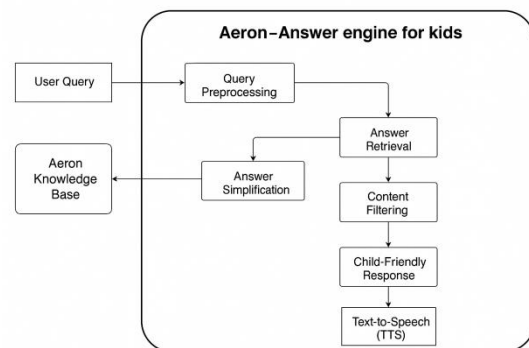 Aeron–Answer engine for kids
User Query
Query
Preprocessing
Answer
Retrieval
Aeron
Knowledge
Base
Answer
Simplification
Content
Filtering
Child-Friendly
Response
Text-to-Speech
(TTS)